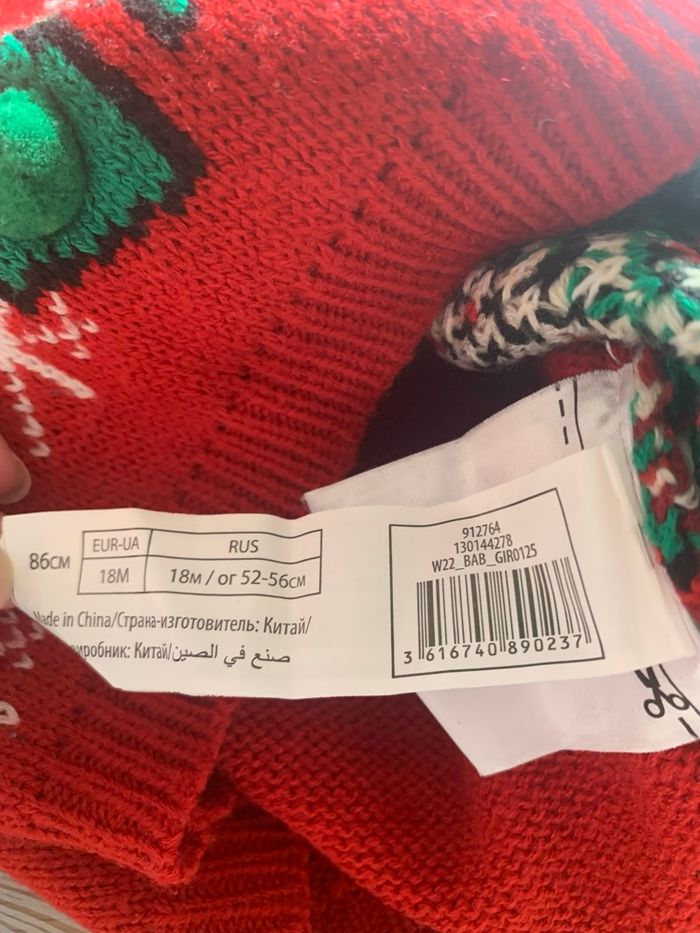 86CM
EUR-UA RUS
18M 18M / ОГ 52-56СМ
Made in China/Страна-изготовитель: Китай/
виробник: Китай/صنع في الصين
912764
130144278
W22_BAB_GIR0125
3 616740 890237